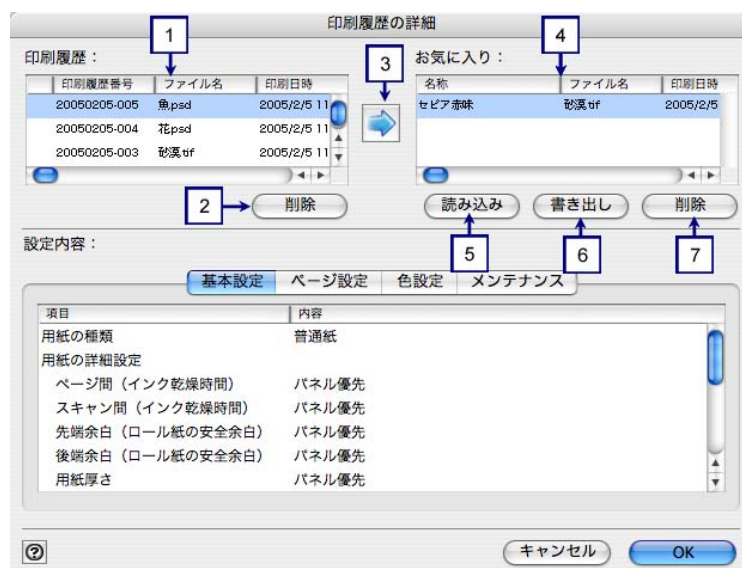 印刷履歴の詳細
1
4
印刷履歴：
3
お気に入り：
印刷履歴番号 ファイル名 印刷日時
名称 ファイル名 印刷日時
20050205-005 魚.psd 2005/2/5 11
セピア赤味 砂漠.tif 2005/2/5
20050205-004 花.psd 2005/2/5 11
20050205-003 砂漠.tif 2005/2/5 11
2 削除
読み込み 書き出し 削除
5 6 7
設定内容：
基本設定 ページ設定 色設定 メンテナンス
項目 内容
用紙の種類 普通紙
用紙の詳細設定
ページ間（インク乾燥時間） パネル優先
スキャン間（インク乾燥時間） パネル優先
先端余白（ロール紙の安全余白） パネル優先
後端余白（ロール紙の安全余白） パネル優先
用紙厚さ パネル優先
? キャンセル OK